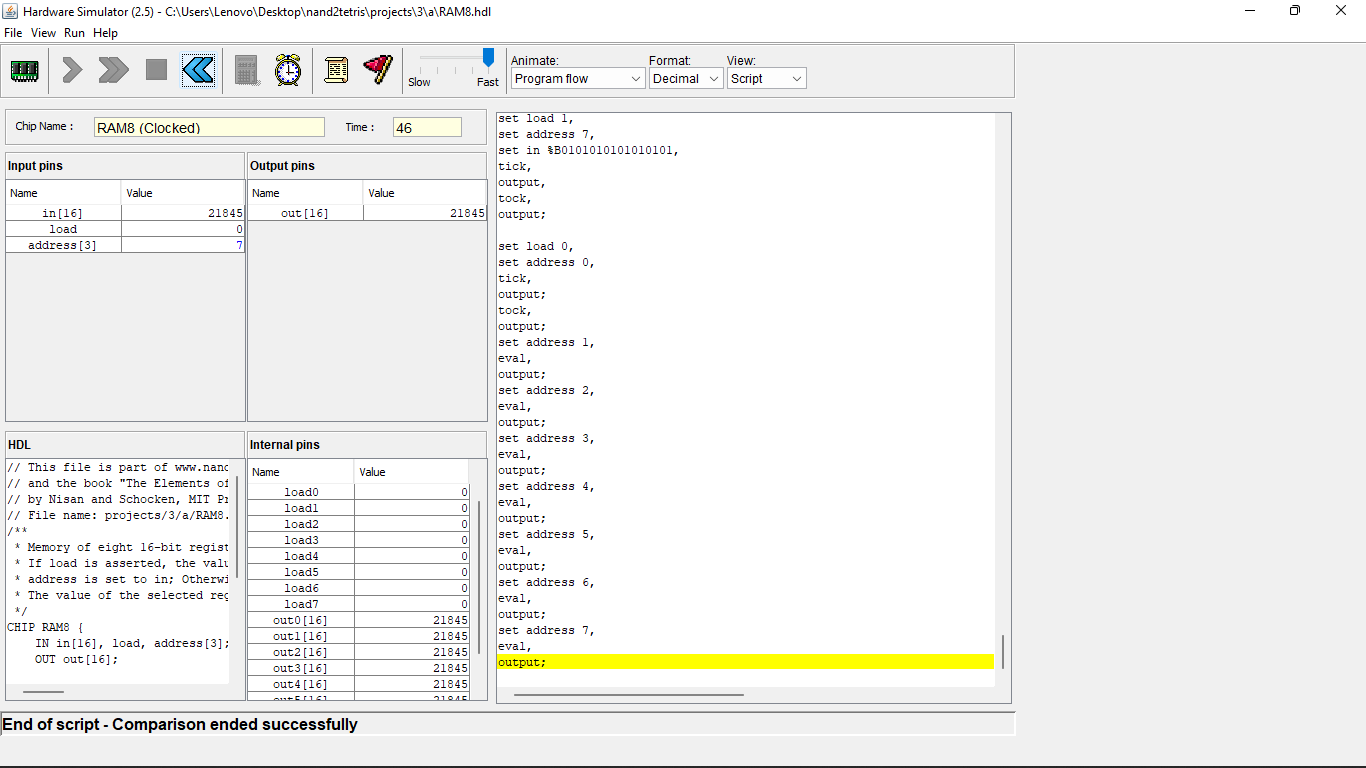 Hardware Simulator (2.5) - C:\Users\Lenovo\Desktop\nand2tetris\projects\3\a\RAM8.hdl
File View Run Help
Slow Fast
Animate: Format: View:
Program flow Decimal Script
Chip Name : RAM8 (Clocked) Time : 46
Input pins
Name Value
in[16] 21845
load 0
address[3] 7
Output pins
Name Value
out[16] 21845
HDL
// This file is part of www.nand
// and the book "The Elements of
// by Nisan and Schocken, MIT Pr
// File name: projects/3/a/RAM8.
/**
* Memory of eight 16-bit regist
* If load is asserted, the valu
* address is set to in; Otherwi
* The value of the selected reg
*/
CHIP RAM8 {
IN in[16], load, address[3];
OUT out[16];
Internal pins
Name Value
load0 0
load1 0
load2 0
load3 0
load4 0
load5 0
load6 0
load7 0
out0[16] 21845
out1[16] 21845
out2[16] 21845
out3[16] 21845
out4[16] 21845
out5[16] 21845
set load 1,
set address 7,
set in %B0101010101010101,
tick,
output,
tock,
output;
set load 0,
set address 0,
tick,
output;
tock,
output;
set address 1,
eval,
output;
set address 2,
eval,
output;
set address 3,
eval,
output;
set address 4,
eval,
output;
set address 5,
eval,
output;
set address 6,
eval,
output;
set address 7,
eval,
output;
End of script - Comparison ended successfully